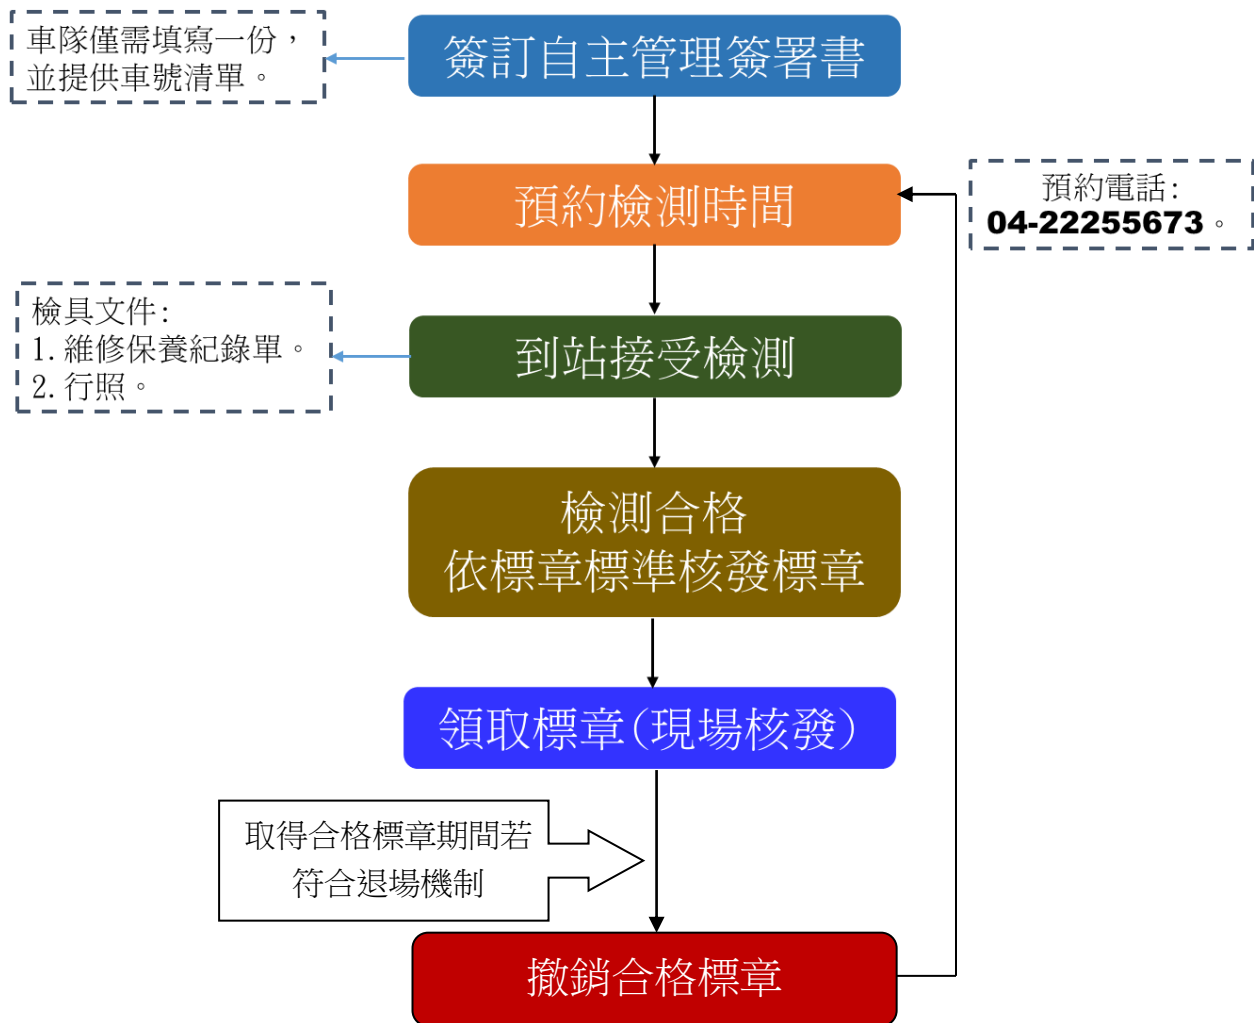 車隊僅需填寫一份，
並提供車號清單。
簽訂自主管理簽署書
預約檢測時間
預約電話:
04-22255673。
檢具文件:
1.維修保養紀錄單。
2.行照。
到站接受檢測
檢測合格
依標章標準核發標章
領取標章(現場核發)
取得合格標章期間若
符合退場機制
撤銷合格標章